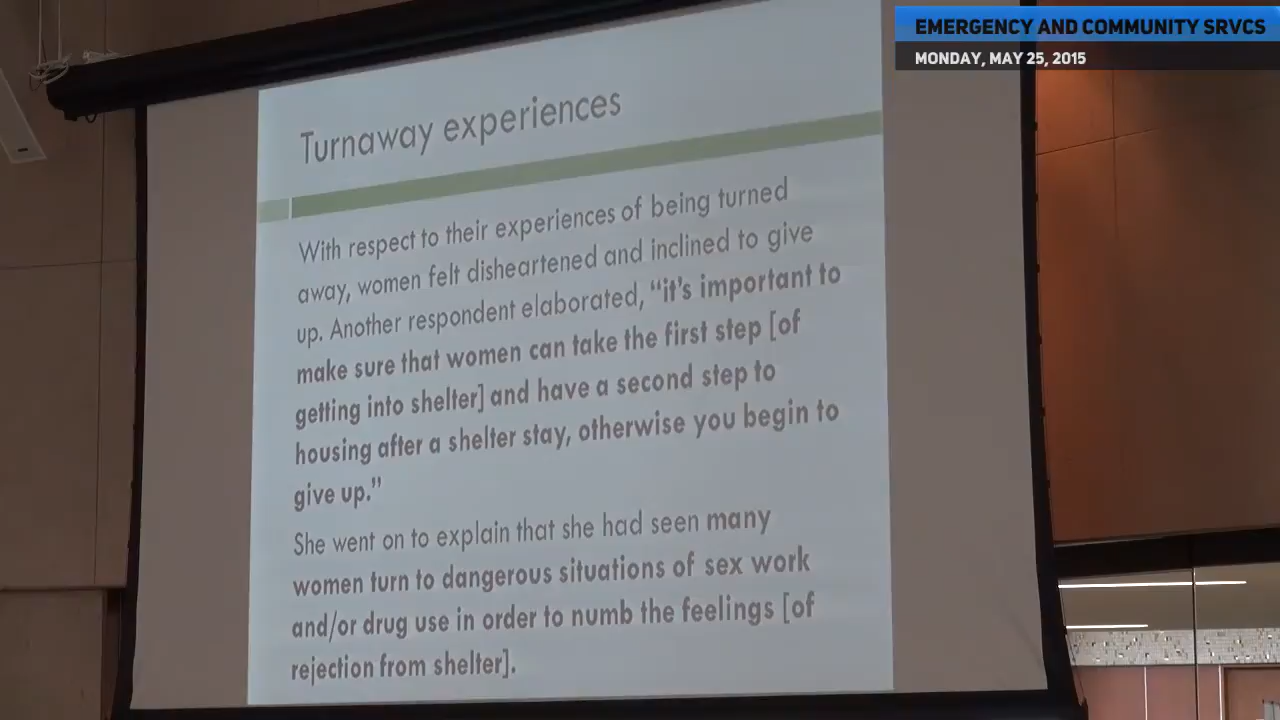 EMERGENCY AND COMMUNITY SRVCS
MONDAY, MAY 25, 2015
Turnaway experiences
With respect to their experiences of being turned
away, women felt disheartened and inclined to give
up. Another respondent elaborated, “it’s important to
make sure that women can take the first step [of
getting into shelter] and have a second step to
housing after a shelter stay, otherwise you begin to
give up.”
She went on to explain that she had seen many
women turn to dangerous situations of sex work
and/or drug use in order to numb the feelings [of
rejection from shelter].